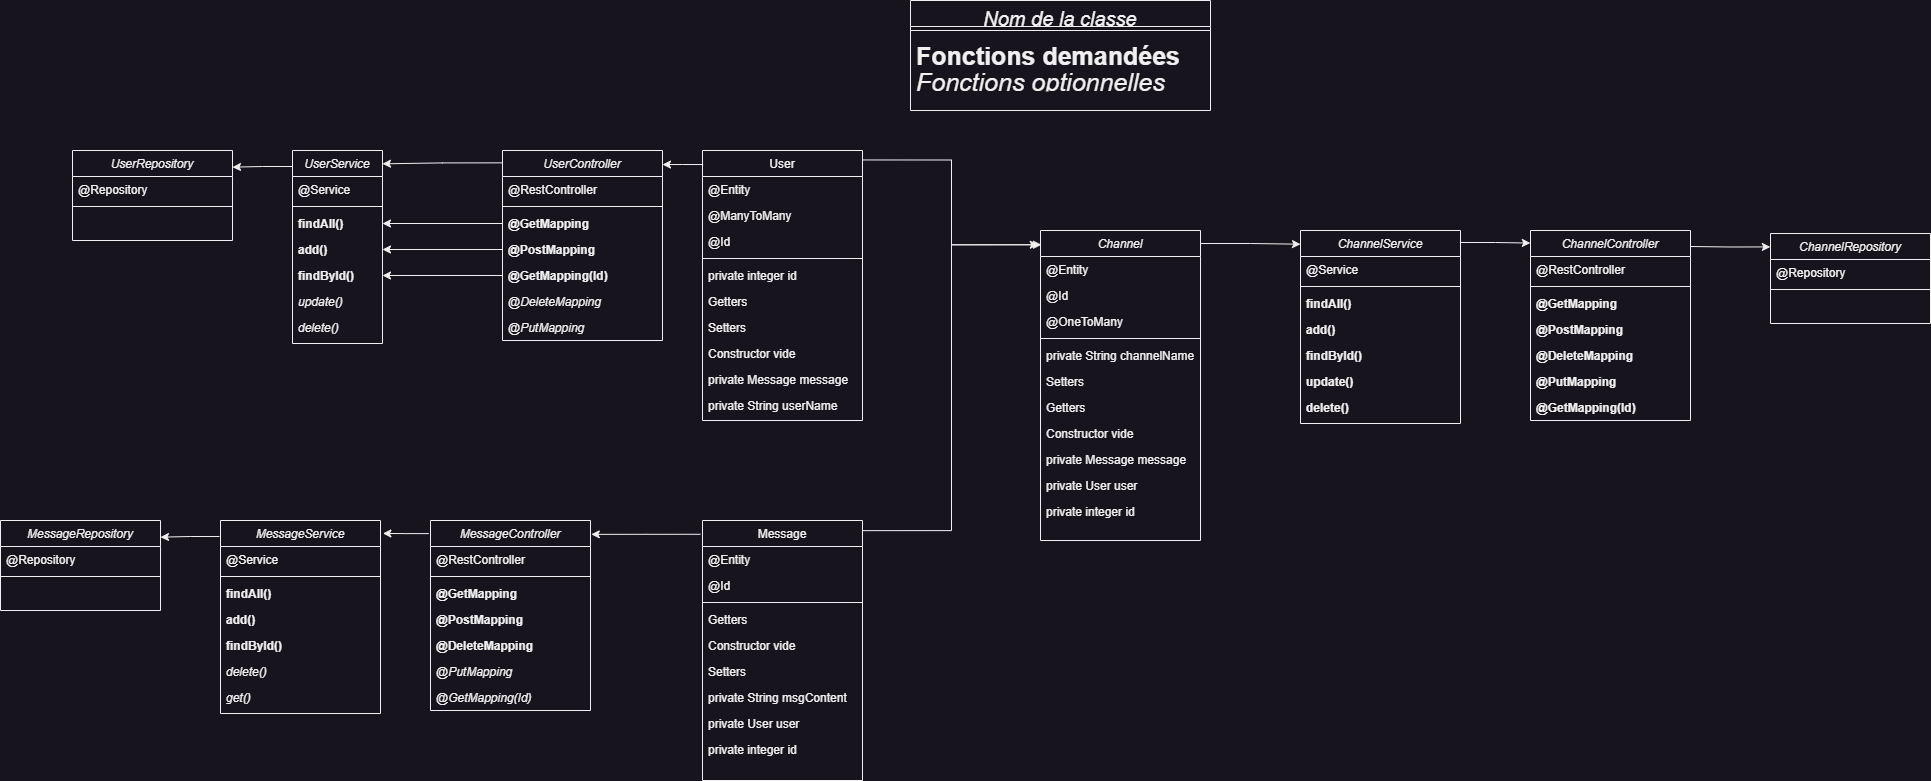 Nom de la classe
Fonctions demandées
Fonctions optionnelles
UserRepository
@Repository
UserService
@Service
findAll()
add()
findById()
update()
delete()
UserController
@RestController
@GetMapping
@PostMapping
@GetMapping(Id)
@DeleteMapping
@PutMapping
User
@Entity
@ManyToMany
@Id
private integer id
Getters
Setters
Constructor vide
private Message message
private String userName
Channel
@Entity
@Id
@OneToMany
private String channelName
Setters
Getters
Constructor vide
private Message message
private User user
private integer id
ChannelService
@Service
findAll()
add()
findById()
update()
delete()
ChannelController
@RestController
@GetMapping
@PostMapping
@DeleteMapping
@PutMapping
@GetMapping(Id)
ChannelRepository
@Repository
MessageRepository
@Repository
MessageService
@Service
findAll()
add()
findById()
delete()
get()
MessageController
@RestController
@GetMapping
@PostMapping
@DeleteMapping
@PutMapping
@GetMapping(Id)
Message
@Entity
@Id
Getters
Constructor vide
Setters
private String msgContent
private User user
private integer id